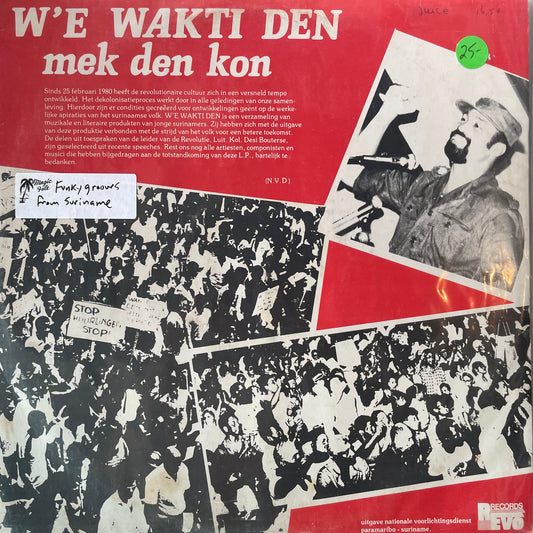 W'E WAKTI DEN
mek den kon
Sinds 25 februari 1980 heeft de revolutionaire cultuur zich in een versneld tempo
ontwikkeld. Het dekolonisatieproces werkt door in alle geledingen van onze samen-
leving. Hierdoor zijn er condities gecreëerd voor ontwikkelingen geent op de werke-
lijke apiraties van het surinaamse volk. W'E WAKTI DEN is een verzameling van
muzikale en literaire produkten van jonge surinamers. Zij hebben zich met de uitgave
van deze produktie verbonden met de strijd van het volk voor een betere toekomst.
De delen uit toespraken van de leider van de Revolutie, Luit. Kol. Desi Bouterse,
zijn geselecteerd uit recente speeches. Rest ons nog alle artiesten, componisten en
musici die hebben bijgedragen aan de totstandkoming van deze L.P., hartelijk te
bedanken.
(N.V.D)
25-
16,50
Funky grooves
from Suriname
STOP
HUURLINGEN
STOP
uitgave nationale voorlichtingsdienst
paramaribo - suriname.
RECORDS
REVO